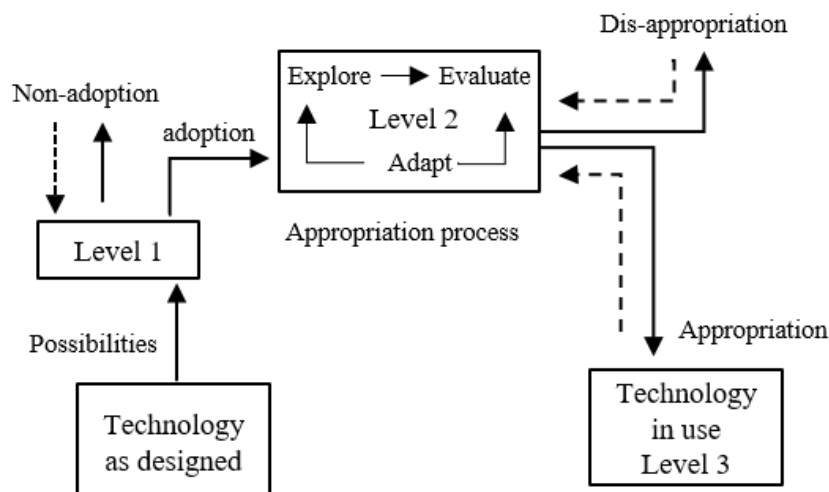 Dis-appropriation
Non-adoption
adoption
Explore
Evaluate
Level 2
Adapt
Level 1
Appropriation process
Possibilities
Appropriation
Technology
as designed
Technology
in use
Level 3